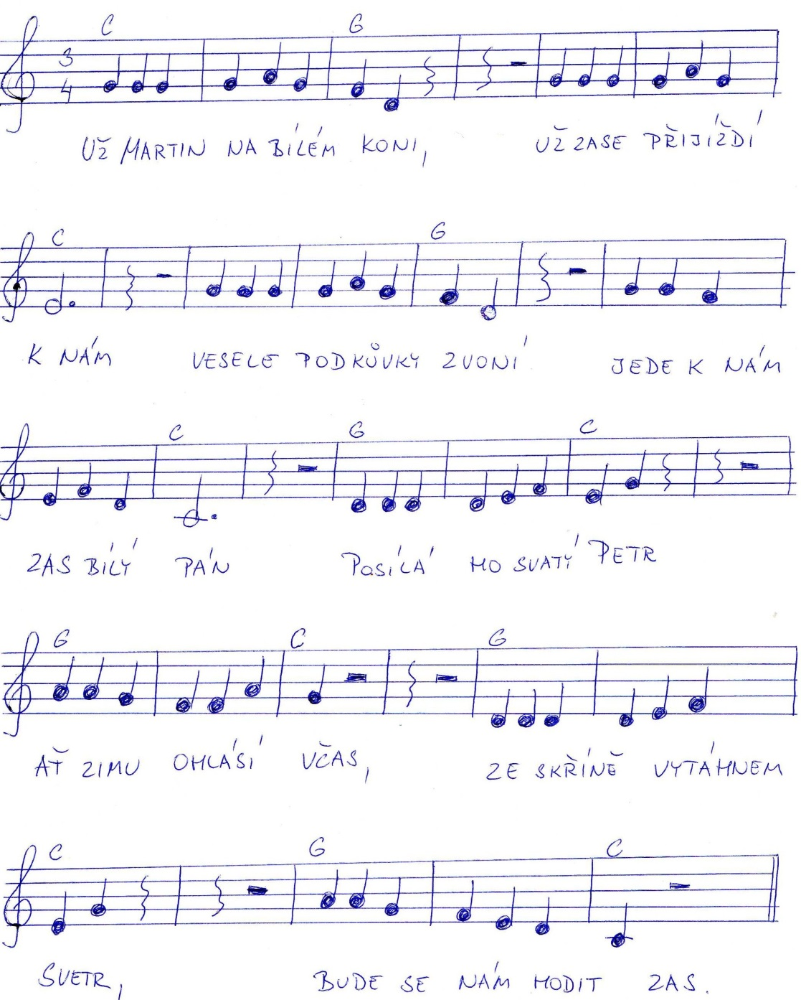 C G
3
4
UŽ MARTIN NA BÍLÉM KONI, UŽ ZASE PŘIJÍŽDÍ
C G
K NÁM VESELE PODKŮVKY ZVONÍ JEDE K NÁM
C G C
ZAS BÍLÝ PÁN POSÍLÁ HO SVATÝ PETR
G C G
AŤ ZIMU OHLÁSÍ VČAS, ZE SKŘÍNĚ VYTÁHNEM
C G C
SVETR, BUDE SE NÁM HODIT ZAS.